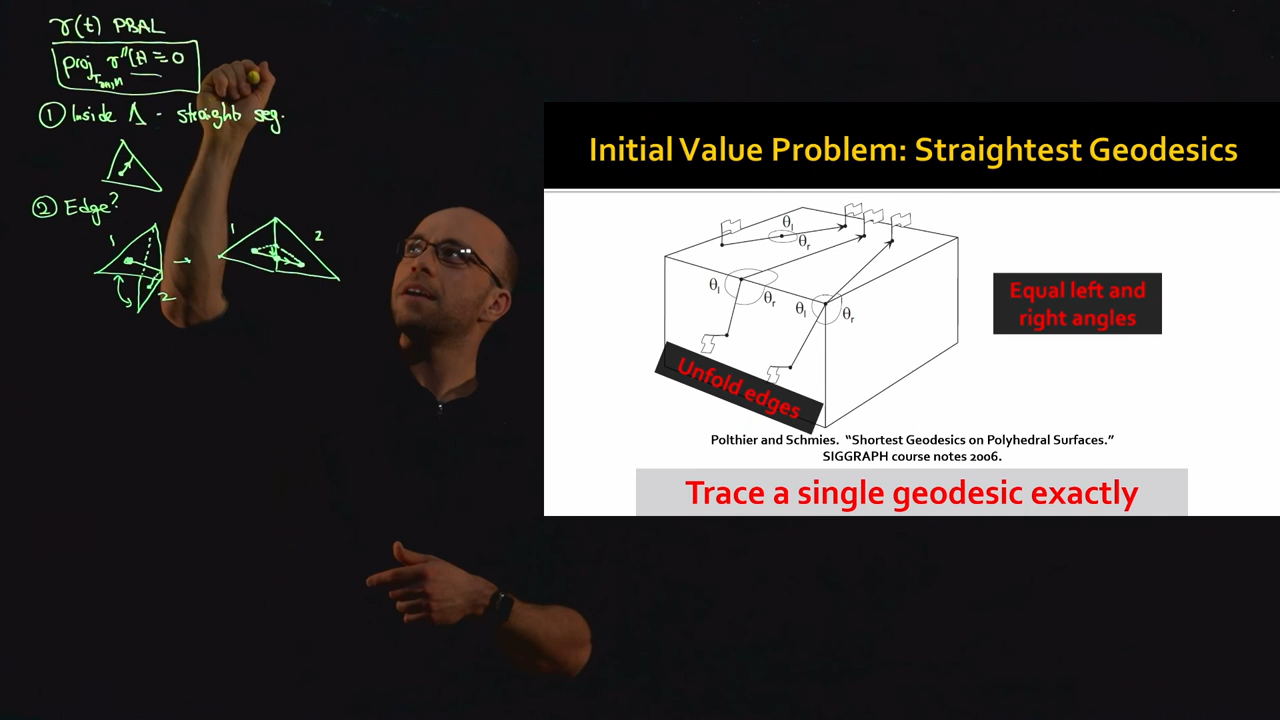 γ(t) PBAL
proj γ''(t) ≡ 0
① Inside Δ - straight seg.
② Edge?
1
2
1
2
Initial Value Problem: Straightest Geodesics
θl
θr
θl
θr
θl
θr
Equal left and
right angles
Unfold edges
Polthier and Schmies. "Shortest Geodesics on Polyhedral Surfaces."
SIGGRAPH course notes 2006.
Trace a single geodesic exactly